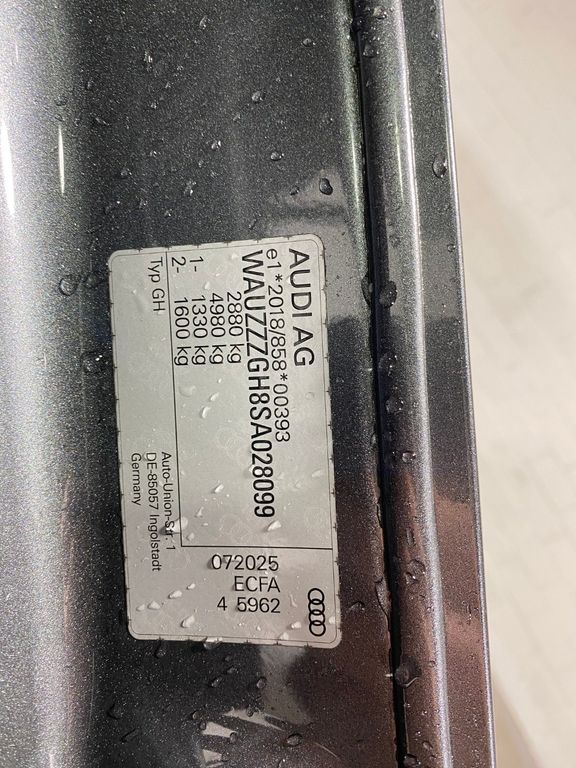 AUDI AG
e1*2018/858*00393
WAUZZZGH8SA028099
2880 kg
4980 kg
1- 1330 kg
2- 1600 kg
Typ GH
Auto-Union-Str. 1
DE-85057 Ingolstadt
Germany
072025
ECFA
4 5962